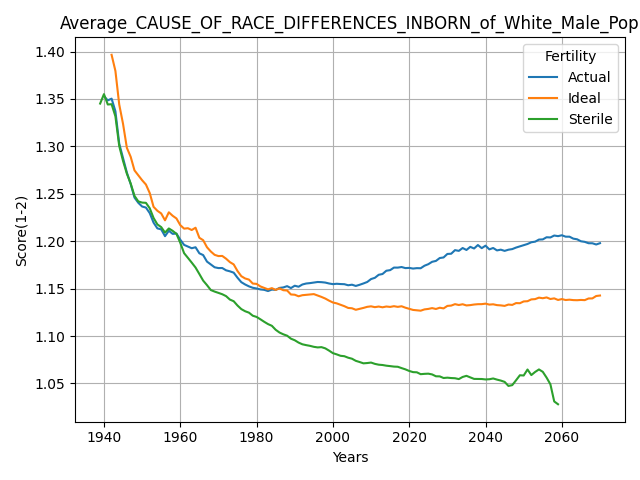 Average_CAUSE_OF_RACE_DIFFERENCES_INBORN_of_White_Male_Pop
Fertility
Actual
Ideal
Sterile
Score(1-2)
1.40
1.35
1.30
1.25
1.20
1.15
1.10
1.05
1940 1960 1980 2000 2020 2040 2060
Years